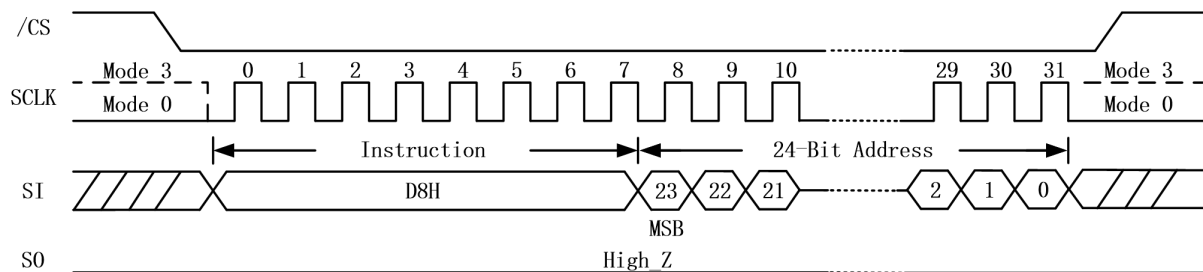 /CS
Mode 3 0 1 2 3 4 5 6 7 8 9 10 29 30 31 Mode 3
SCLK Mode 0 Mode 0
Instruction 24-Bit Address
SI D8H 23 22 21 2 1 0
MSB
SO High_Z